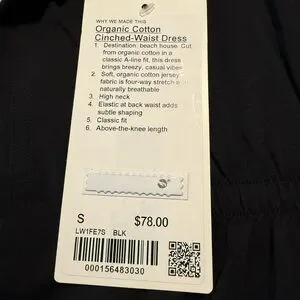 WHY WE MADE THIS
Organic Cotton
Cinched-Waist Dress
1. Destination: beach house. Cut
from organic cotton in a
classic A-line fit, this dress
brings breezy, casual vibes
2. Soft, organic cotton jersey
fabric is four-way stretch and
naturally breathable
3. High neck
4. Elastic at back waist adds
subtle shaping
5. Classic fit
6. Above-the-knee length
S
$78.00
LW1FE7S BLK
000156483030